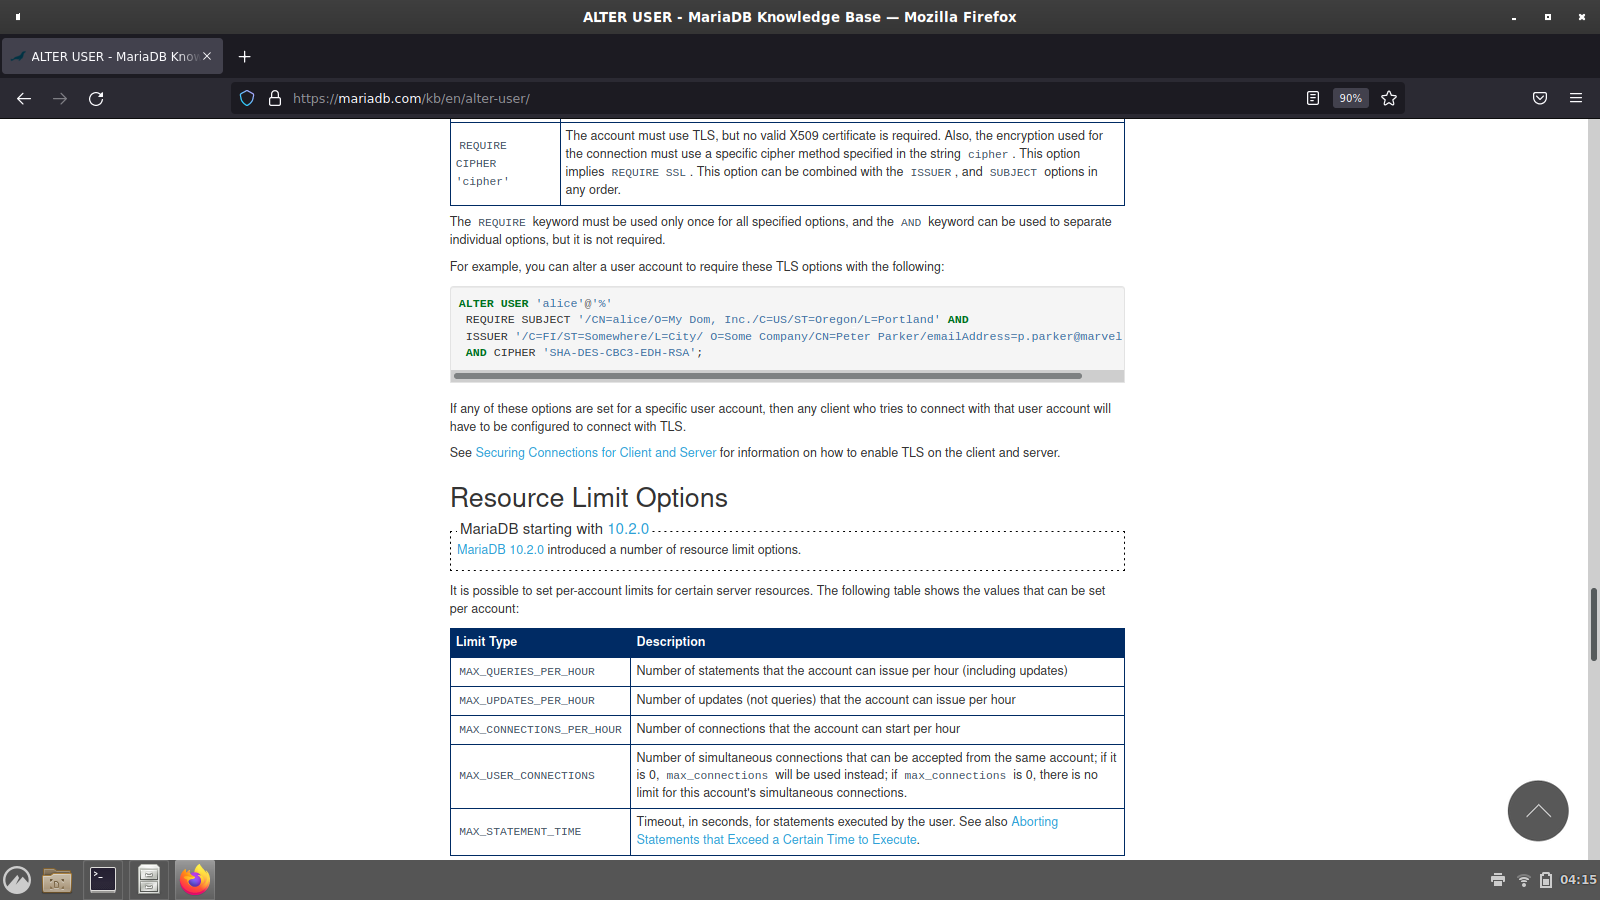 ALTER USER - MariaDB Knowledge Base — Mozilla Firefox
ALTER USER - MariaDB Know
https://mariadb.com/kb/en/alter-user/
90%
REQUIRE
CIPHER
'cipher'
The account must use TLS, but no valid X509 certificate is required. Also, the encryption used for
the connection must use a specific cipher method specified in the string cipher. This option
implies REQUIRE SSL. This option can be combined with the ISSUER, and SUBJECT options in
any order.
The REQUIRE keyword must be used only once for all specified options, and the AND keyword can be used to separate
individual options, but it is not required.
For example, you can alter a user account to require these TLS options with the following:
ALTER USER 'alice'@'%'
REQUIRE SUBJECT '/CN=alice/O=My Dom, Inc./C=US/ST=Oregon/L=Portland' AND
ISSUER '/C=FI/ST=Somewhere/L=City/ O=Some Company/CN=Peter Parker/emailAddress=p.parker@marvel
AND CIPHER 'SHA-DES-CBC3-EDH-RSA';
If any of these options are set for a specific user account, then any client who tries to connect with that user account will
have to be configured to connect with TLS.
See Securing Connections for Client and Server for information on how to enable TLS on the client and server.
Resource Limit Options
MariaDB starting with 10.2.0
MariaDB 10.2.0 introduced a number of resource limit options.
It is possible to set per-account limits for certain server resources. The following table shows the values that can be set
per account:
Limit Type Description
MAX_QUERIES_PER_HOUR Number of statements that the account can issue per hour (including updates)
MAX_UPDATES_PER_HOUR Number of updates (not queries) that the account can issue per hour
MAX_CONNECTIONS_PER_HOUR Number of connections that the account can start per hour
MAX_USER_CONNECTIONS
Number of simultaneous connections that can be accepted from the same account; if it
is 0, max_connections will be used instead; if max_connections is 0, there is no
limit for this account's simultaneous connections.
MAX_STATEMENT_TIME
Timeout, in seconds, for statements executed by the user. See also Aborting
Statements that Exceed a Certain Time to Execute.
04:15